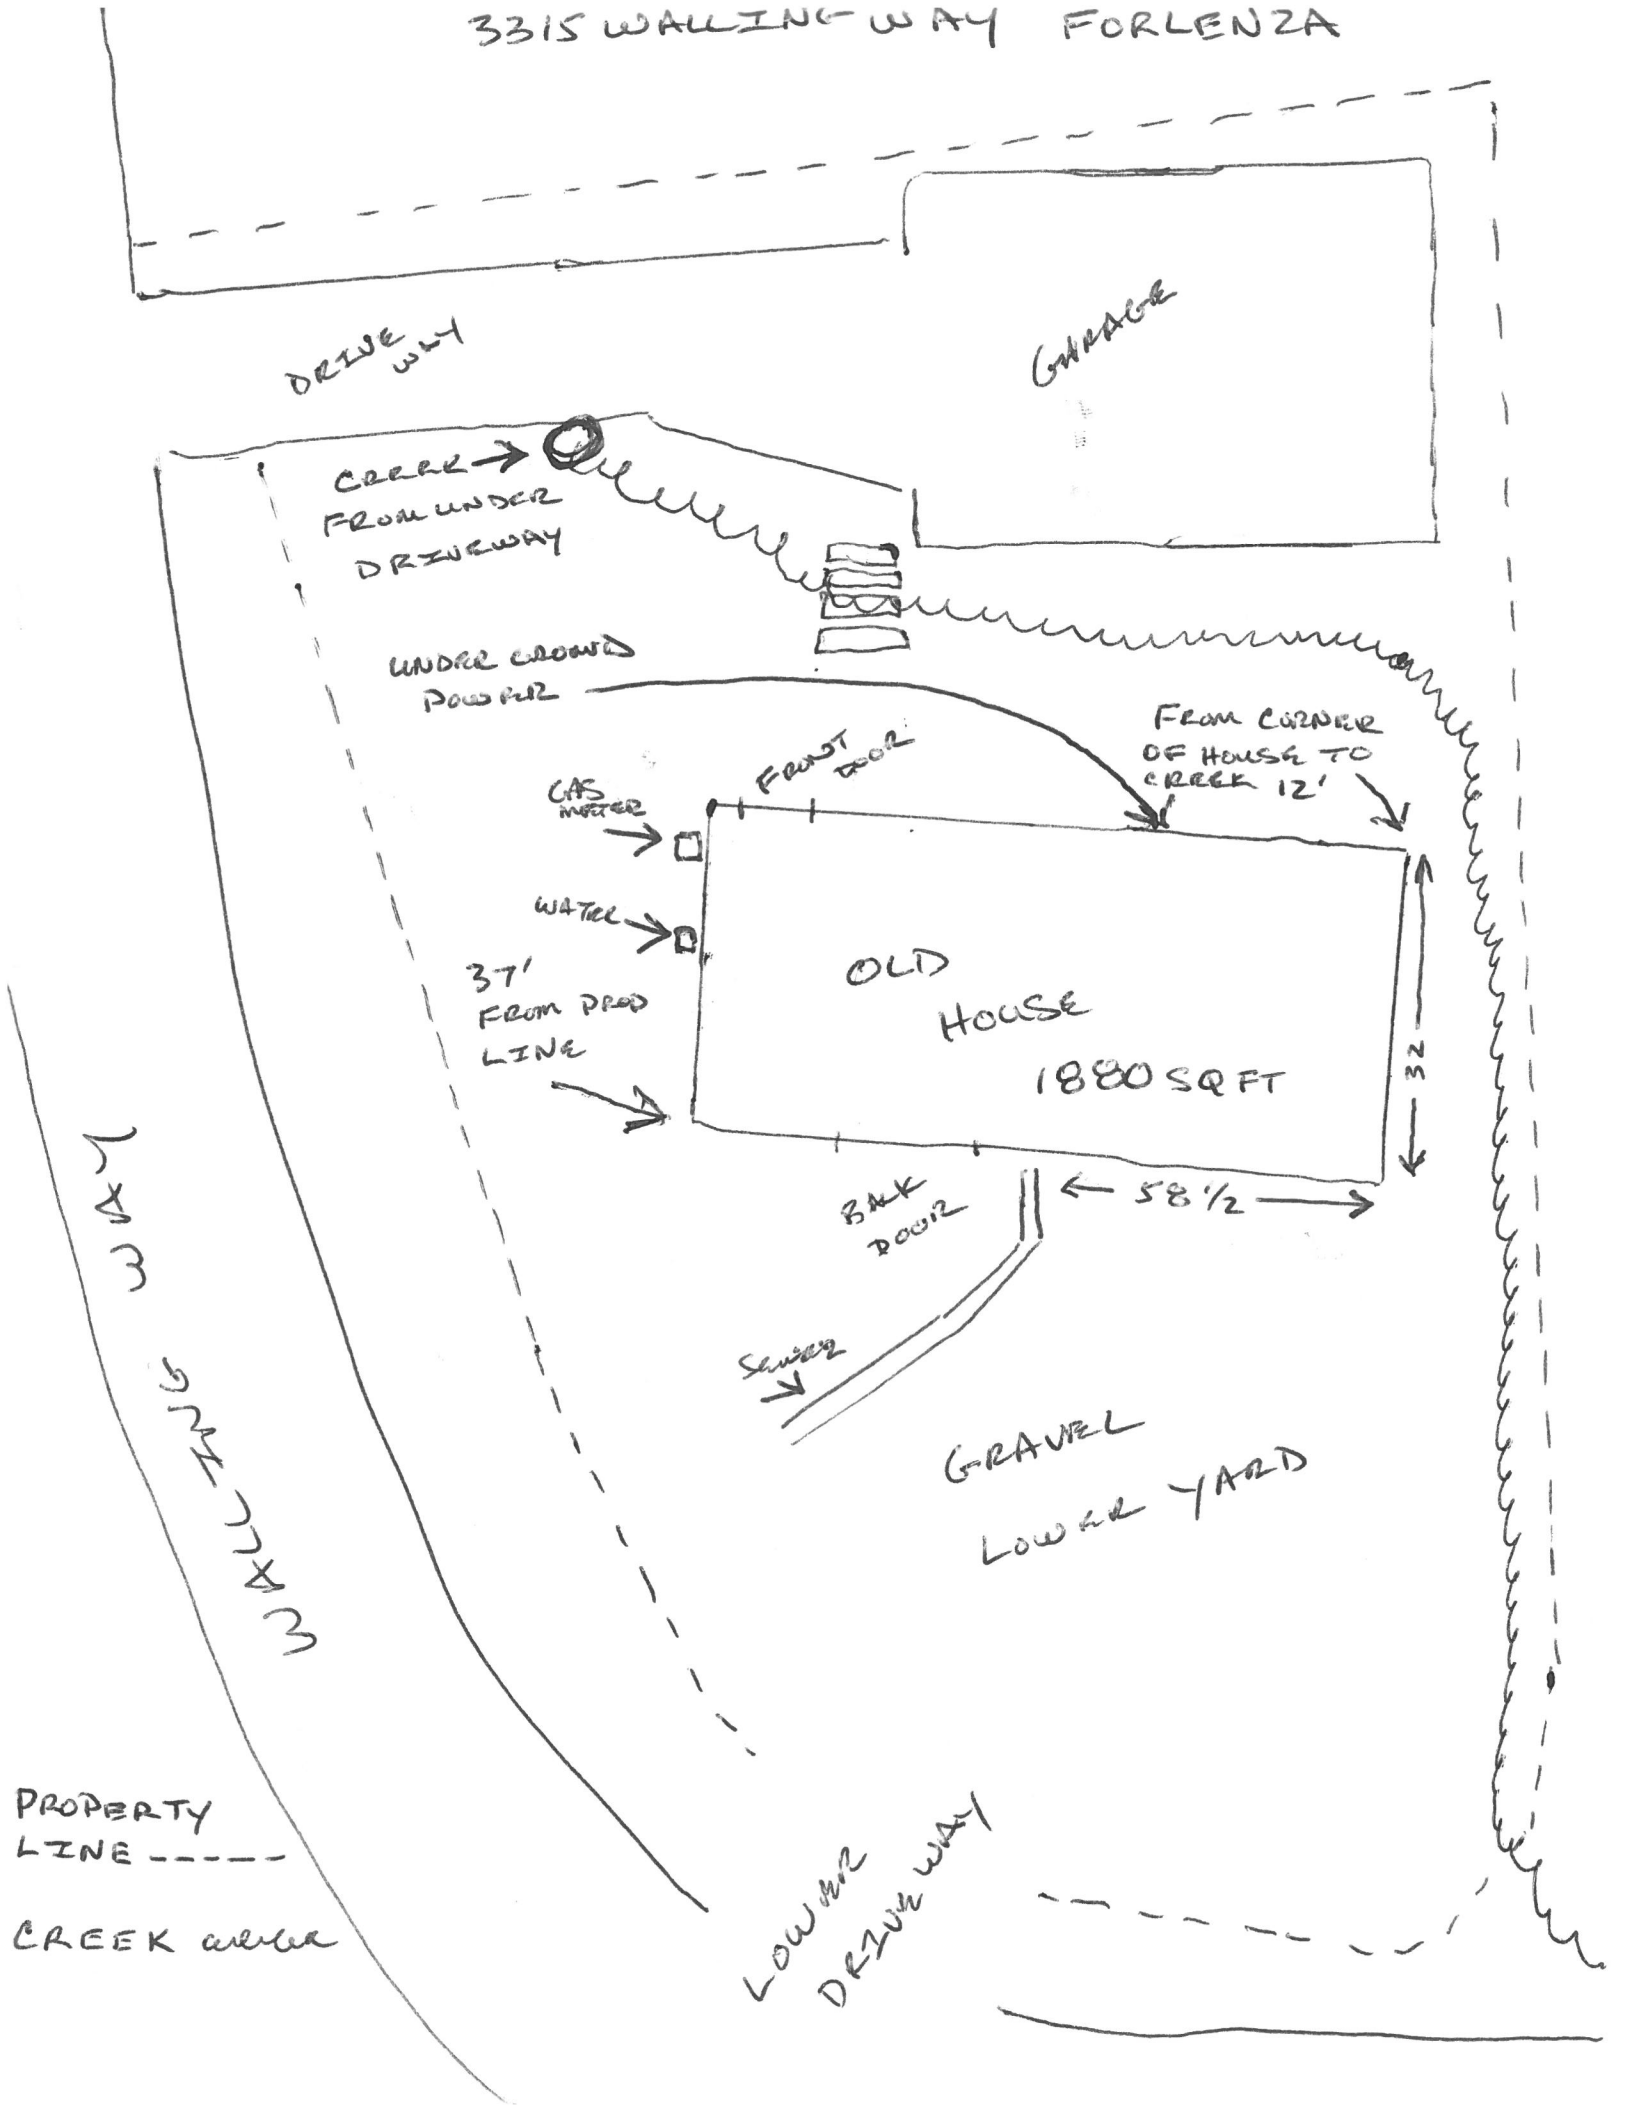 3315 WALLING WAY FORLENZA
DRIVE
WAY
GARAGE
CREEK
FROM UNDER
DRIVEWAY
UNDER GROUND
POWER
FROM CORNER
OF HOUSE TO
CREEK 12'
FRONT
DOOR
GAS
METER
WATER
37'
FROM PROP
LINE
OLD
HOUSE
1880 SQ FT
32
58 1/2
BACK
DOOR
SEWER
GRAVEL
LOWER YARD
WALLING WAY
LOWER
DRIVE WAY
PROPERTY
LINE -----
CREEK